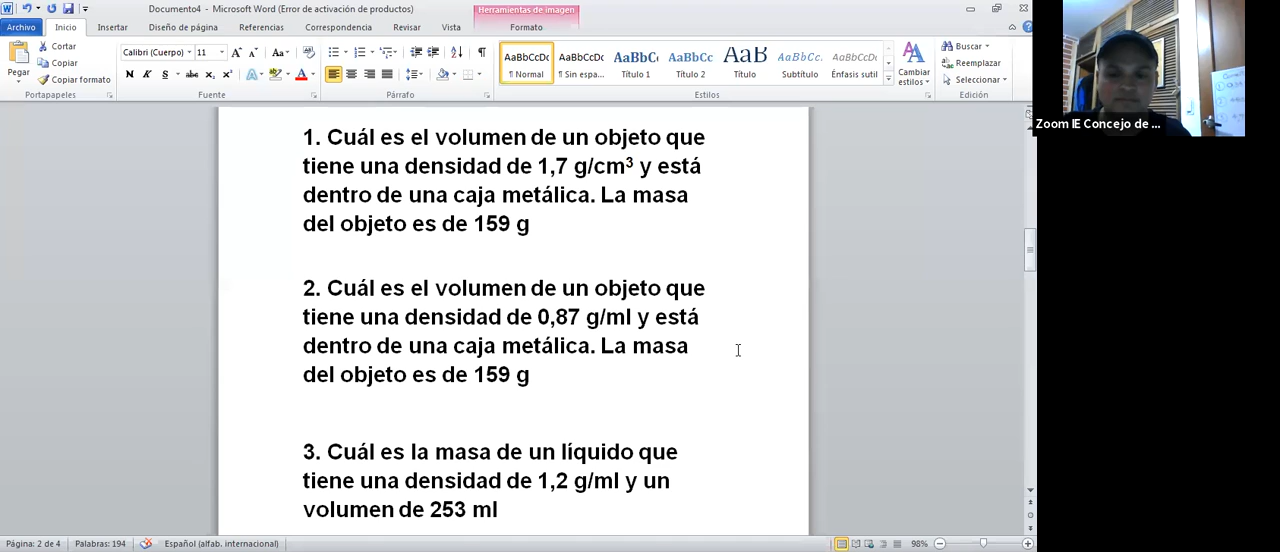 Documento4 - Microsoft Word (Error de activación de productos)
Herramientas de imagen
Archivo Inicio Insertar Diseño de página Referencias Correspondencia Revisar Vista Formato
Pegar
Cortar
Copiar
Copiar formato
Portapapeles
Calibri (Cuerpo) 11
Fuente
Párrafo
AaBbCcDc AaBbCcDc AaBbC AaBbCc AaB AaBbCc. AaBbCcDc
¶ Normal ¶ Sin espa... Título 1 Título 2 Título Subtítulo Énfasis sutil
Cambiar estilos
Estilos
Buscar
Reemplazar
Seleccionar
Edición
Zoom IE Concejo de ...
1. Cuál es el volumen de un objeto que
tiene una densidad de 1,7 g/cm³ y está
dentro de una caja metálica. La masa
del objeto es de 159 g
2. Cuál es el volumen de un objeto que
tiene una densidad de 0,87 g/ml y está
dentro de una caja metálica. La masa
del objeto es de 159 g
3. Cuál es la masa de un líquido que
tiene una densidad de 1,2 g/ml y un
volumen de 253 ml
Página: 2 de 4 Palabras: 194 Español (alfab. internacional) 98%